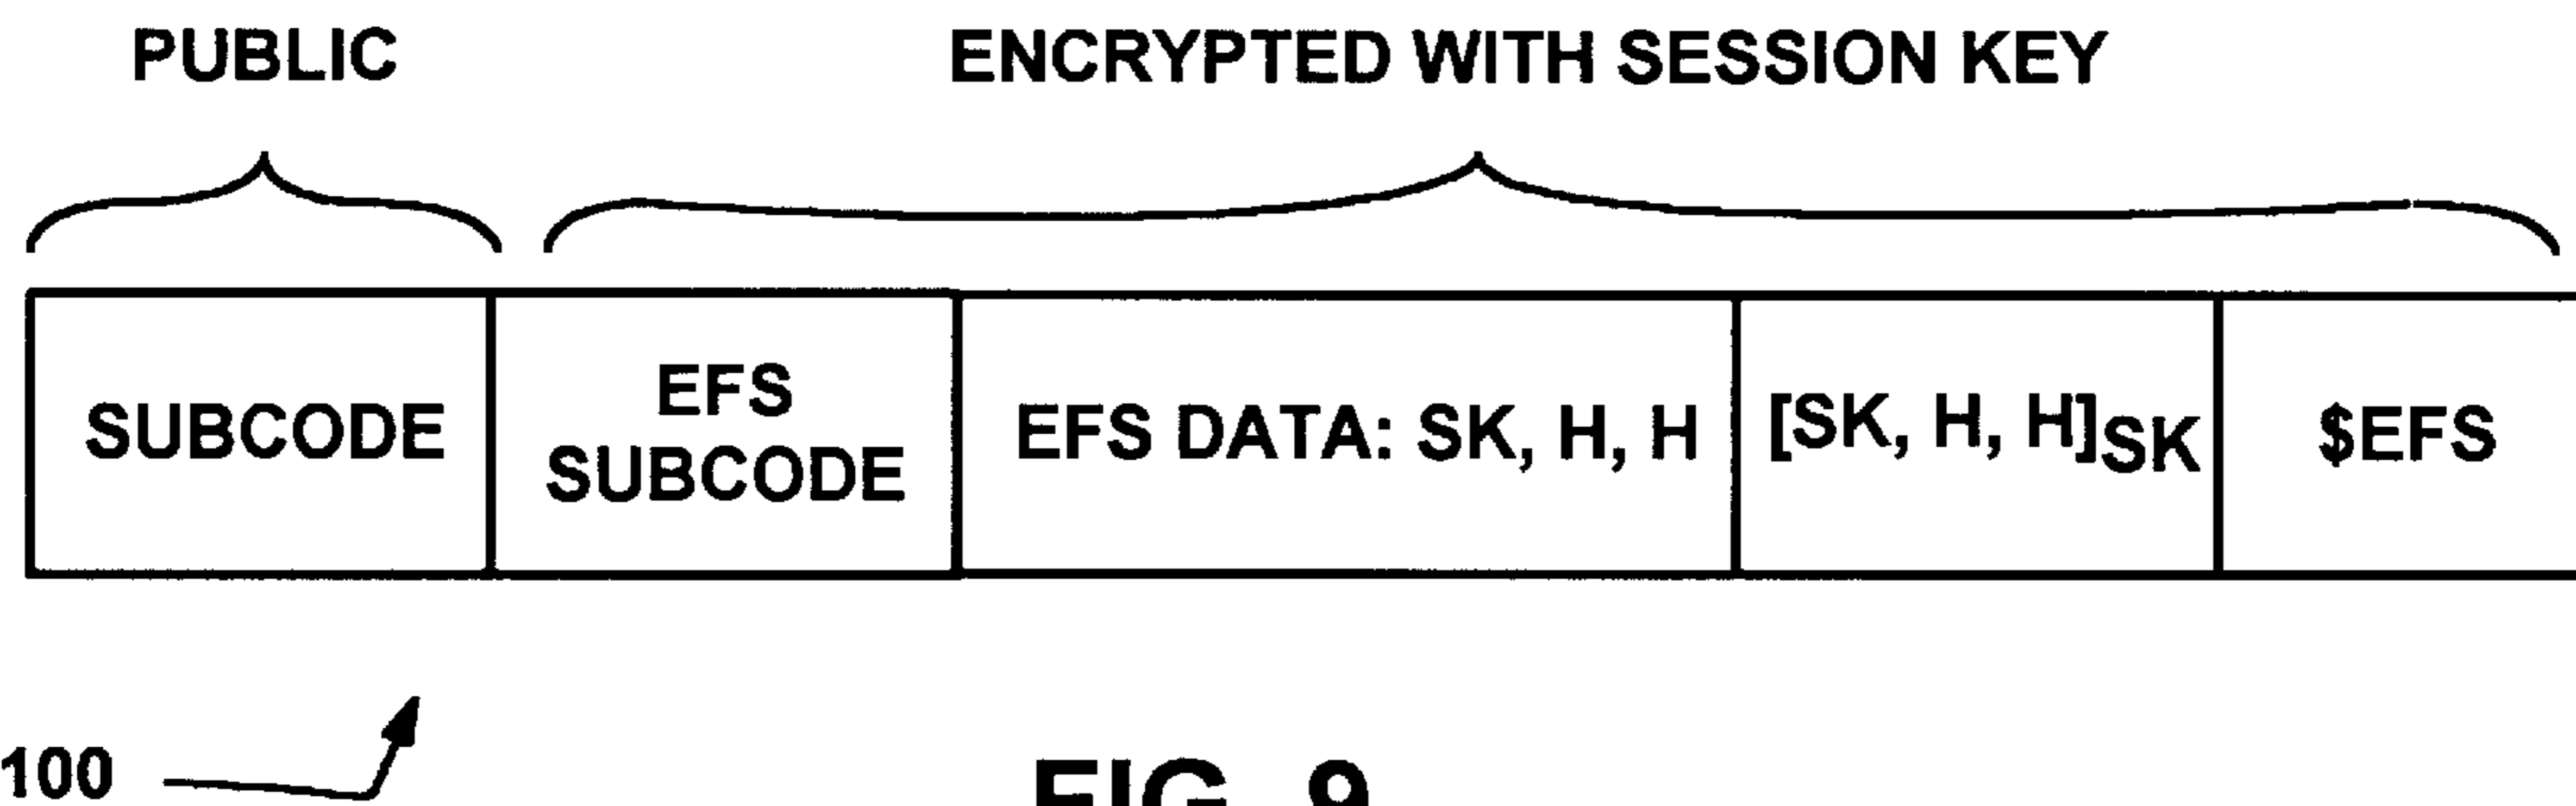 PUBLIC
ENCRYPTED WITH SESSION KEY
SUBCODE
EFS
SUBCODE
EFS DATA: SK, H, H
[SK, H, H]SK
$EFS
100
FIG. 9